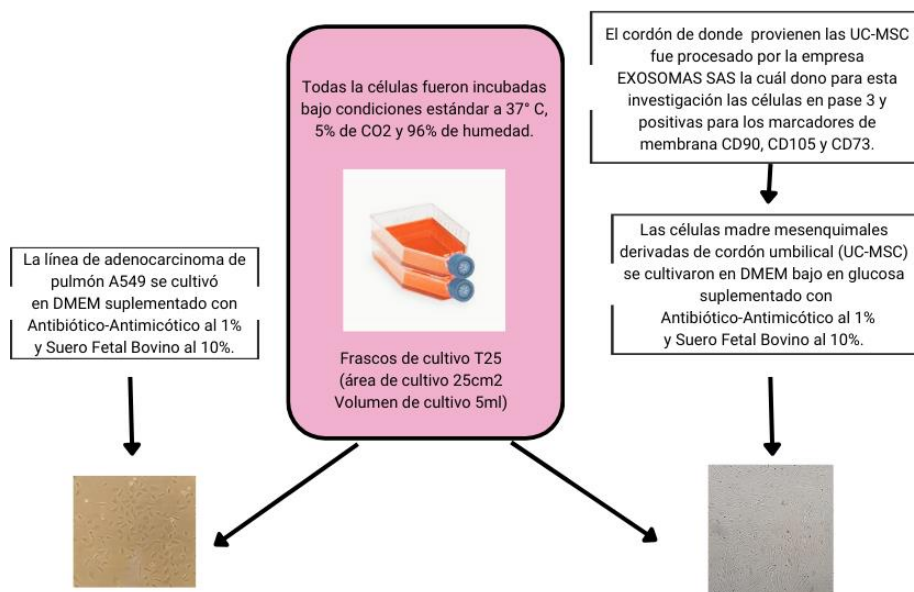 La línea de adenocarcinoma de
pulmón A549 se cultivó
en DMEM suplementado con
Antibiótico-Antimicótico al 1%
y Suero Fetal Bovino al 10%.
Todas la células fueron incubadas
bajo condiciones estándar a 37° C,
5% de CO2 y 96% de humedad.
Frascos de cultivo T25
(área de cultivo 25cm2
Volumen de cultivo 5ml)
El cordón de donde provienen las UC-MSC
fue procesado por la empresa
EXOSOMAS SAS la cuál dono para esta
investigación las células en pase 3 y
positivas para los marcadores de
membrana CD90, CD105 y CD73.
Las células madre mesenquimales
derivadas de cordón umbilical (UC-MSC)
se cultivaron en DMEM bajo en glucosa
suplementado con
Antibiótico-Antimicótico al 1%
y Suero Fetal Bovino al 10%.